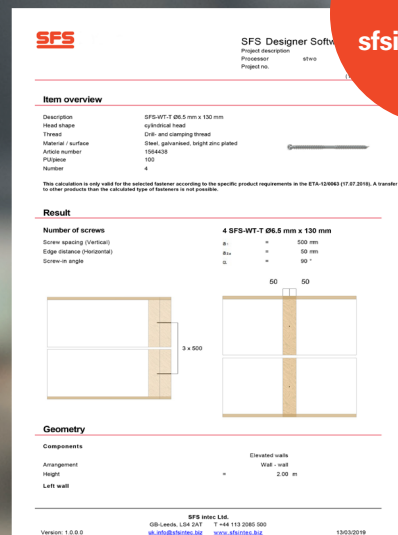 SFS
SFS Designer Softw
sfsi
Project description
Processor stwo
Project no.
Item overview
Description SFS-WT-T Ø6.5 mm x 130 mm
Head shape cylindrical head
Thread Drill- and clamping thread
Material / surface Steel, galvanised, bright zinc plated
Article number 1564438
PU/piece 100
Number 4
This calculation is only valid for the selected fastener according to the specific product requirements in the ETA-12/0063 (17.07.2018). A transfer
to other products than the calculated type of fasteners is not possible.
Result
Number of screws 4 SFS-WT-T Ø6.5 mm x 130 mm
Screw spacing (Vertical) = 500 mm
Edge distance (Horizontal) = 50 mm
Screw-in angle α = 90 °
50 50
3 x 500
Geometry
Components
Elevated walls
Arrangement Wall - wall
Height = 2.00 m
Left wall
SFS intec Ltd.
GB-Leeds, LS4 2AT T +44 113 2085 500
Version: 1.0.0.0 uk.info@sfsintec.biz www.sfsintec.biz 13/03/2019